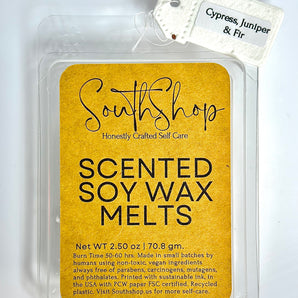 Cypress, Juniper
& Fir
SouthShop
Honestly Crafted Self Care
SCENTED
SOY WAX
MELTS
Net WT 2.50 oz | 70.8 gm.
Burn Time 50-60 hrs. Made in small batches by
humans using non-toxic, vegan ingredients
always free of parabens, carcinogens, mutagens,
and phthalates. Printed with sustainable ink. In
the USA with PCW paper FSC certified. Recycled
plastic. Visit Southshop.us for more self-care.